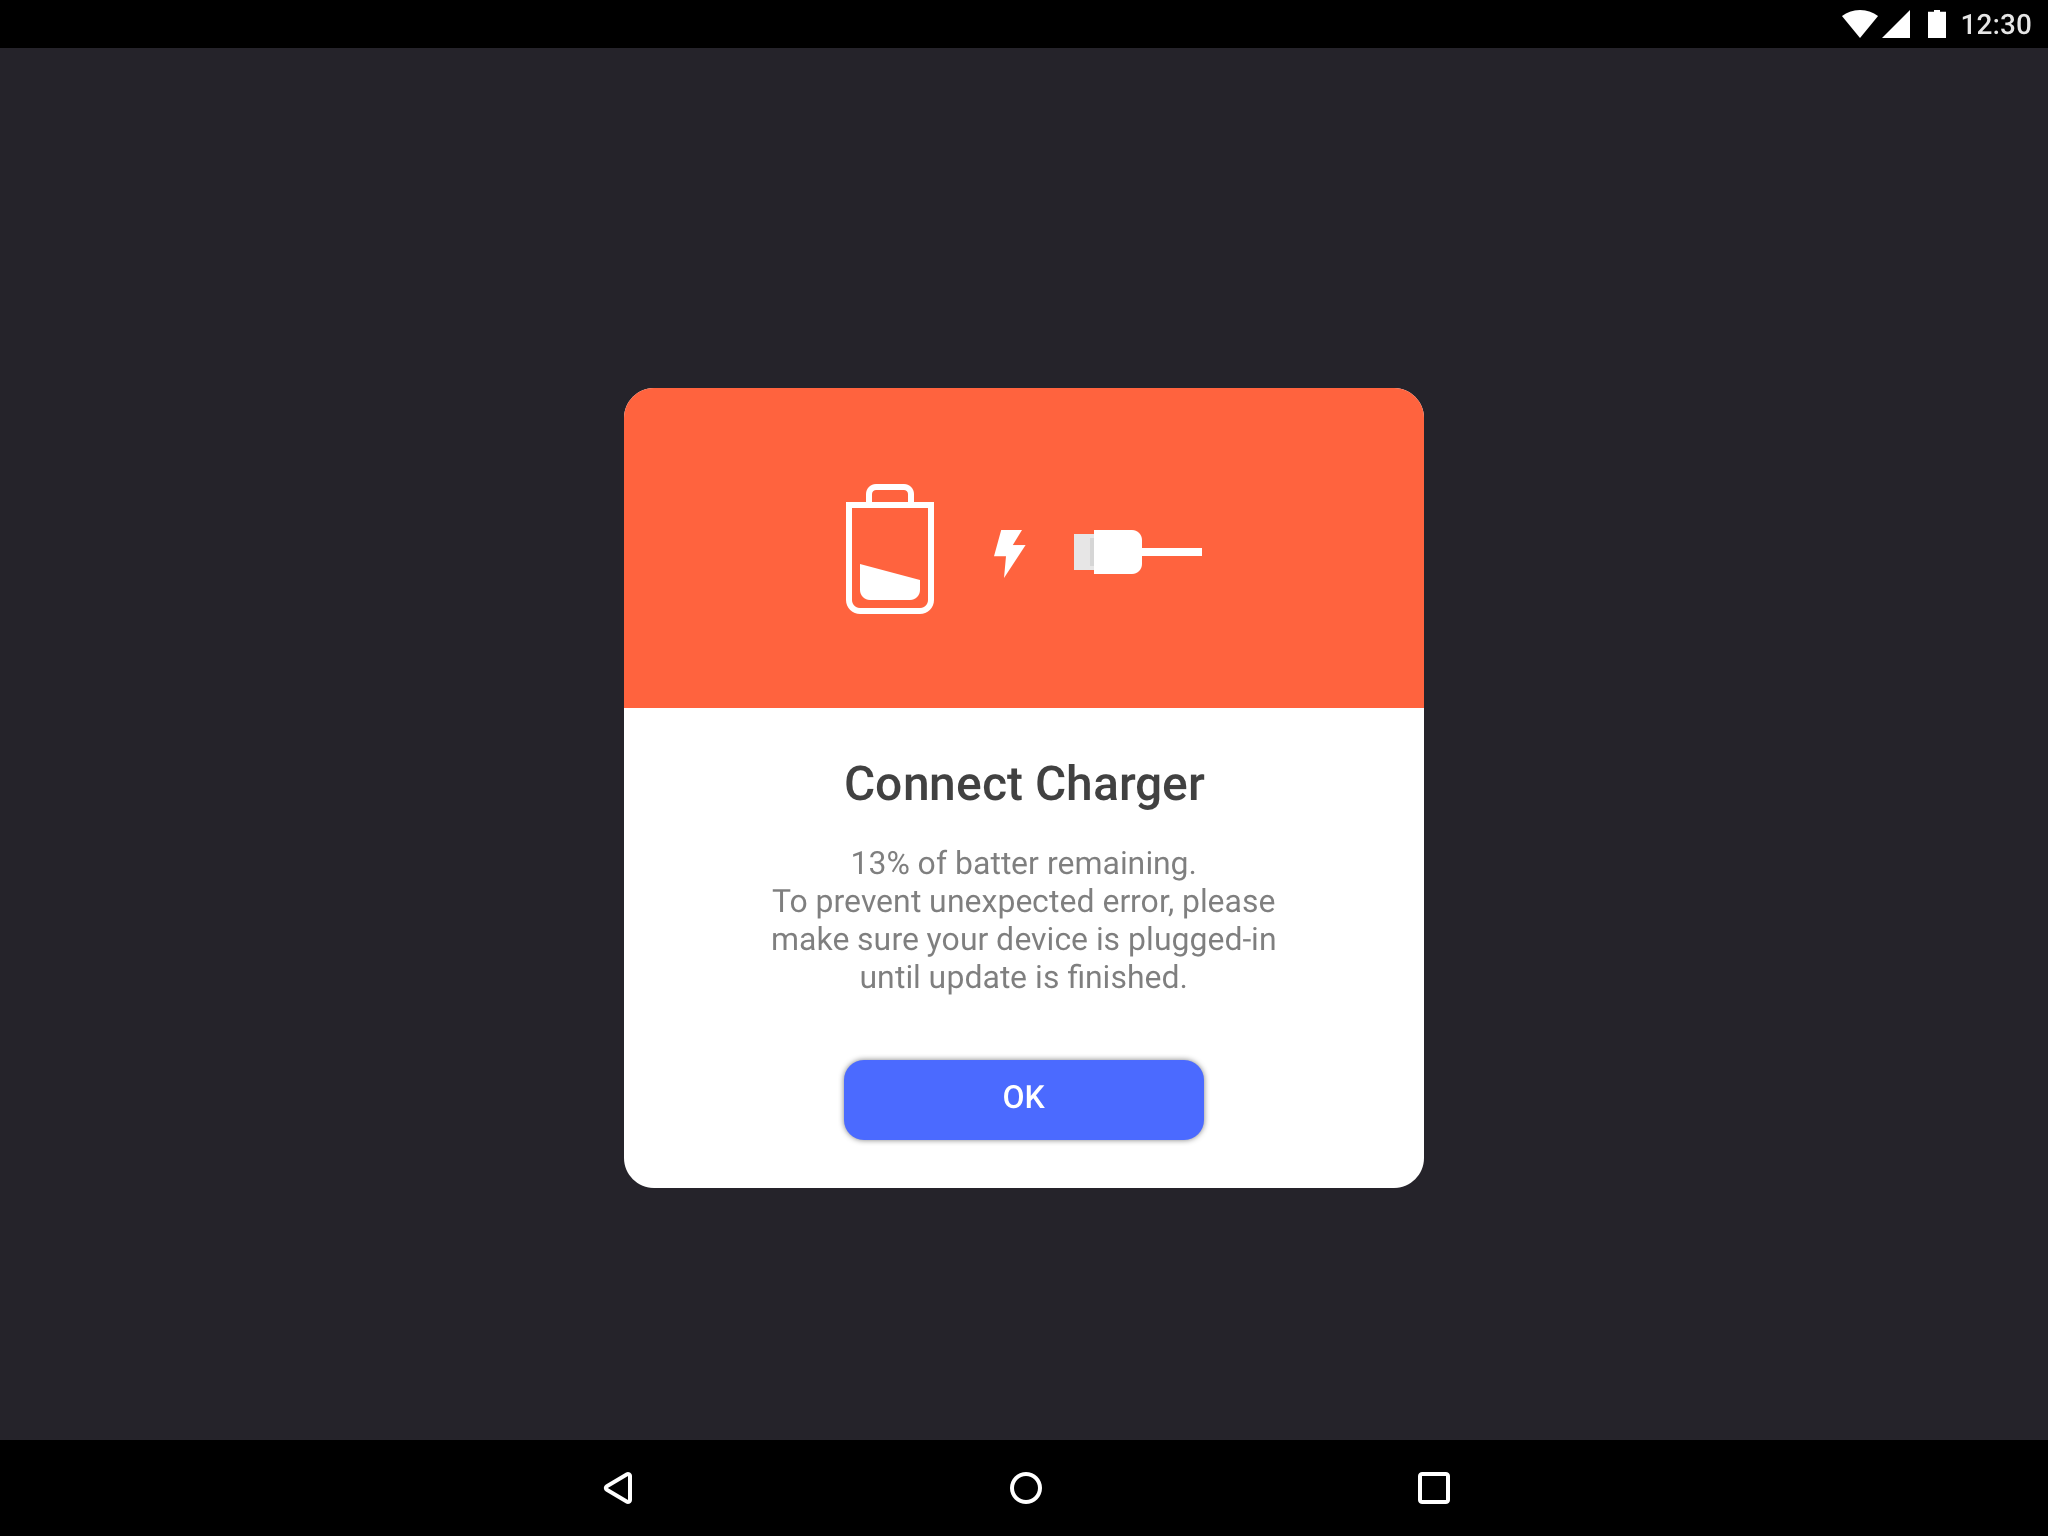 12:30
Connect Charger
13% of batter remaining.
To prevent unexpected error, please
make sure your device is plugged-in
until update is finished.
OK